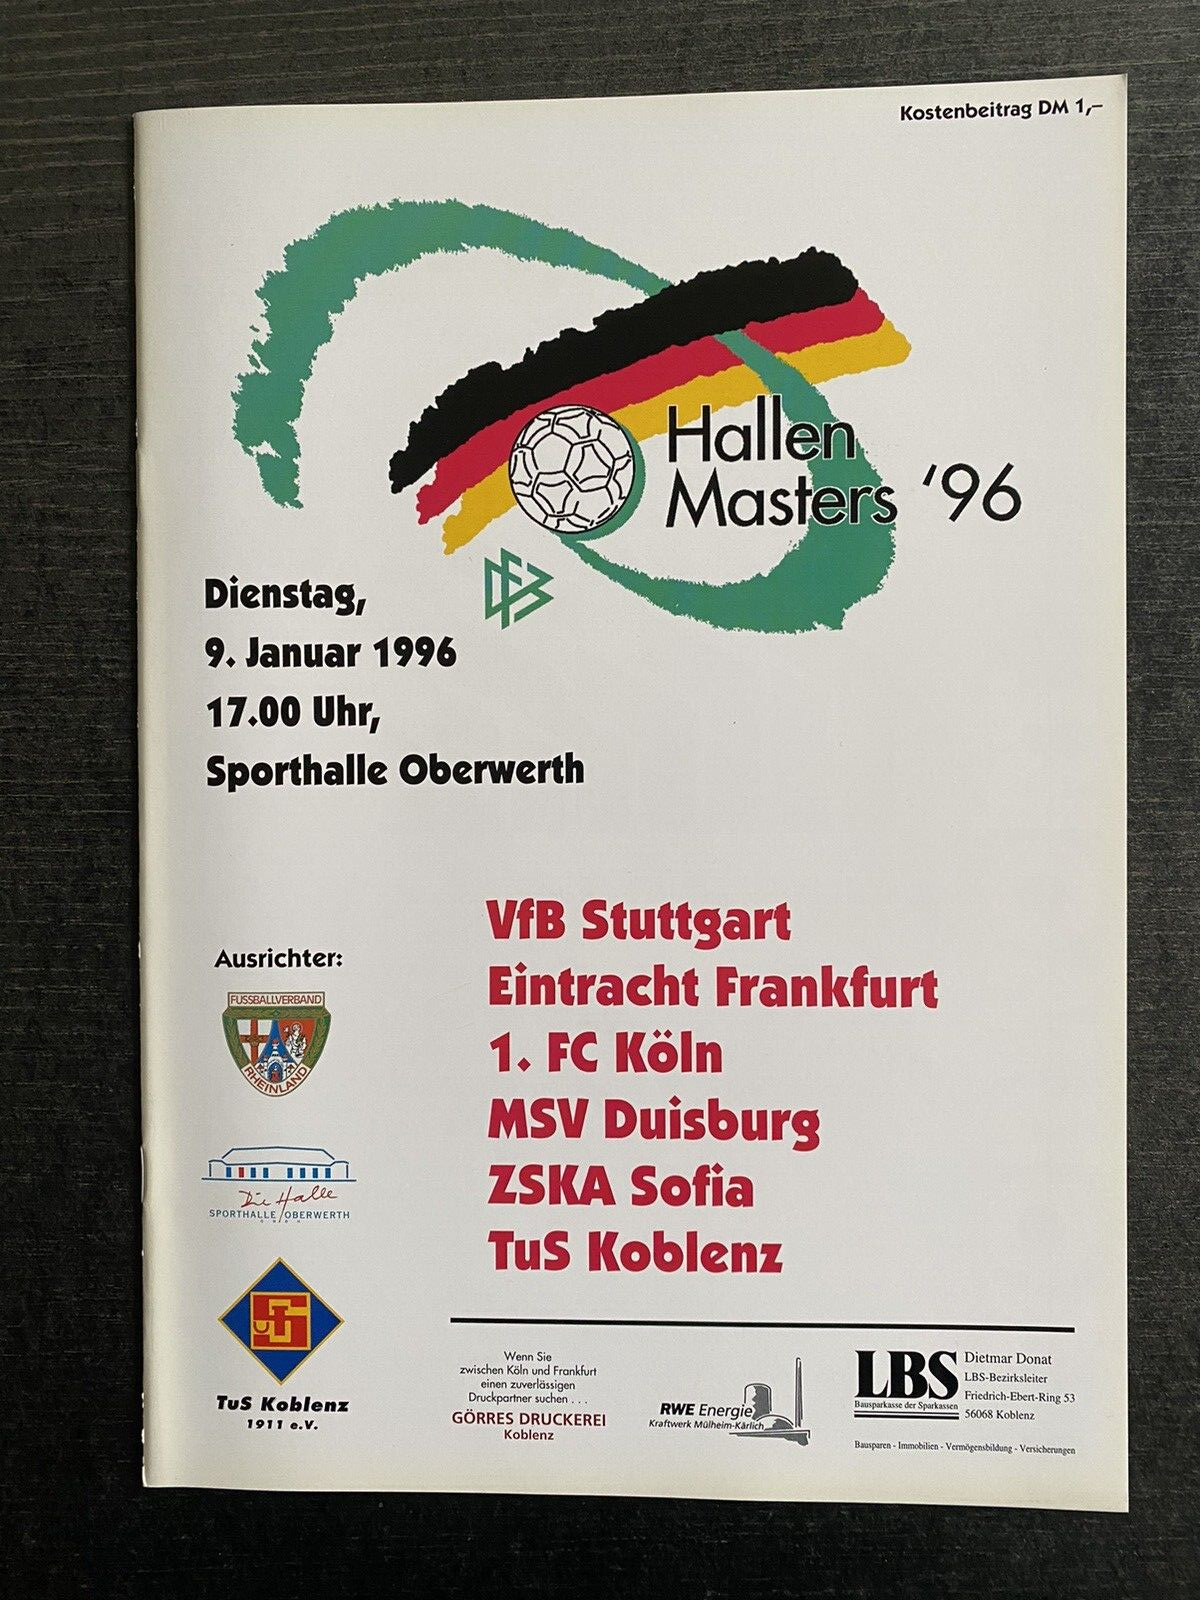 Kostenbeitrag DM 1,–
Hallen
Masters '96
DFB
Dienstag,
9. Januar 1996
17.00 Uhr,
Sporthalle Oberwerth
VfB Stuttgart
Eintracht Frankfurt
1. FC Köln
MSV Duisburg
ZSKA Sofia
TuS Koblenz
Ausrichter:
FUSSBALLVERBAND
RHEINLAND
Die Halle
SPORTHALLE OBERWERTH
GMBH
TuS
TuS Koblenz
1911 e.V.
Wenn Sie
zwischen Köln und Frankfurt
einen zuverlässigen
Druckpartner suchen . . .
GÖRRES DRUCKEREI
Koblenz
RWE Energie
Kraftwerk Mülheim-Kärlich
LBS
Bausparkasse der Sparkassen
Dietmar Donat
LBS-Bezirksleiter
Friedrich-Ebert-Ring 53
56068 Koblenz
Bausparen - Immobilien - Vermögensbildung - Versicherungen